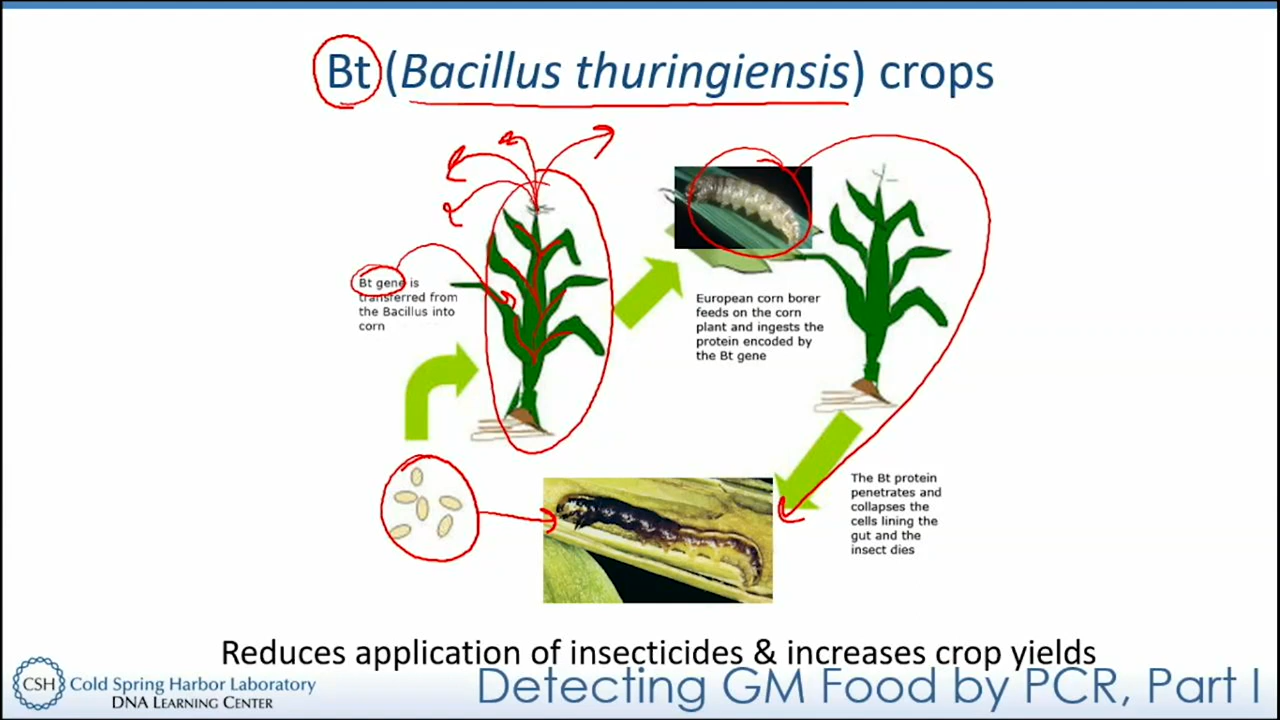 Bt (Bacillus thuringiensis) crops
Bt gene is
transferred from
the Bacillus into
corn
European corn borer
feeds on the corn
plant and ingests the
protein encoded by
the Bt gene
The Bt protein
penetrates and
collapses the
cells lining the
gut and the
insect dies
Reduces application of insecticides & increases crop yields
CSH Cold Spring Harbor Laboratory
DNA LEARNING CENTER
Detecting GM Food by PCR, Part I